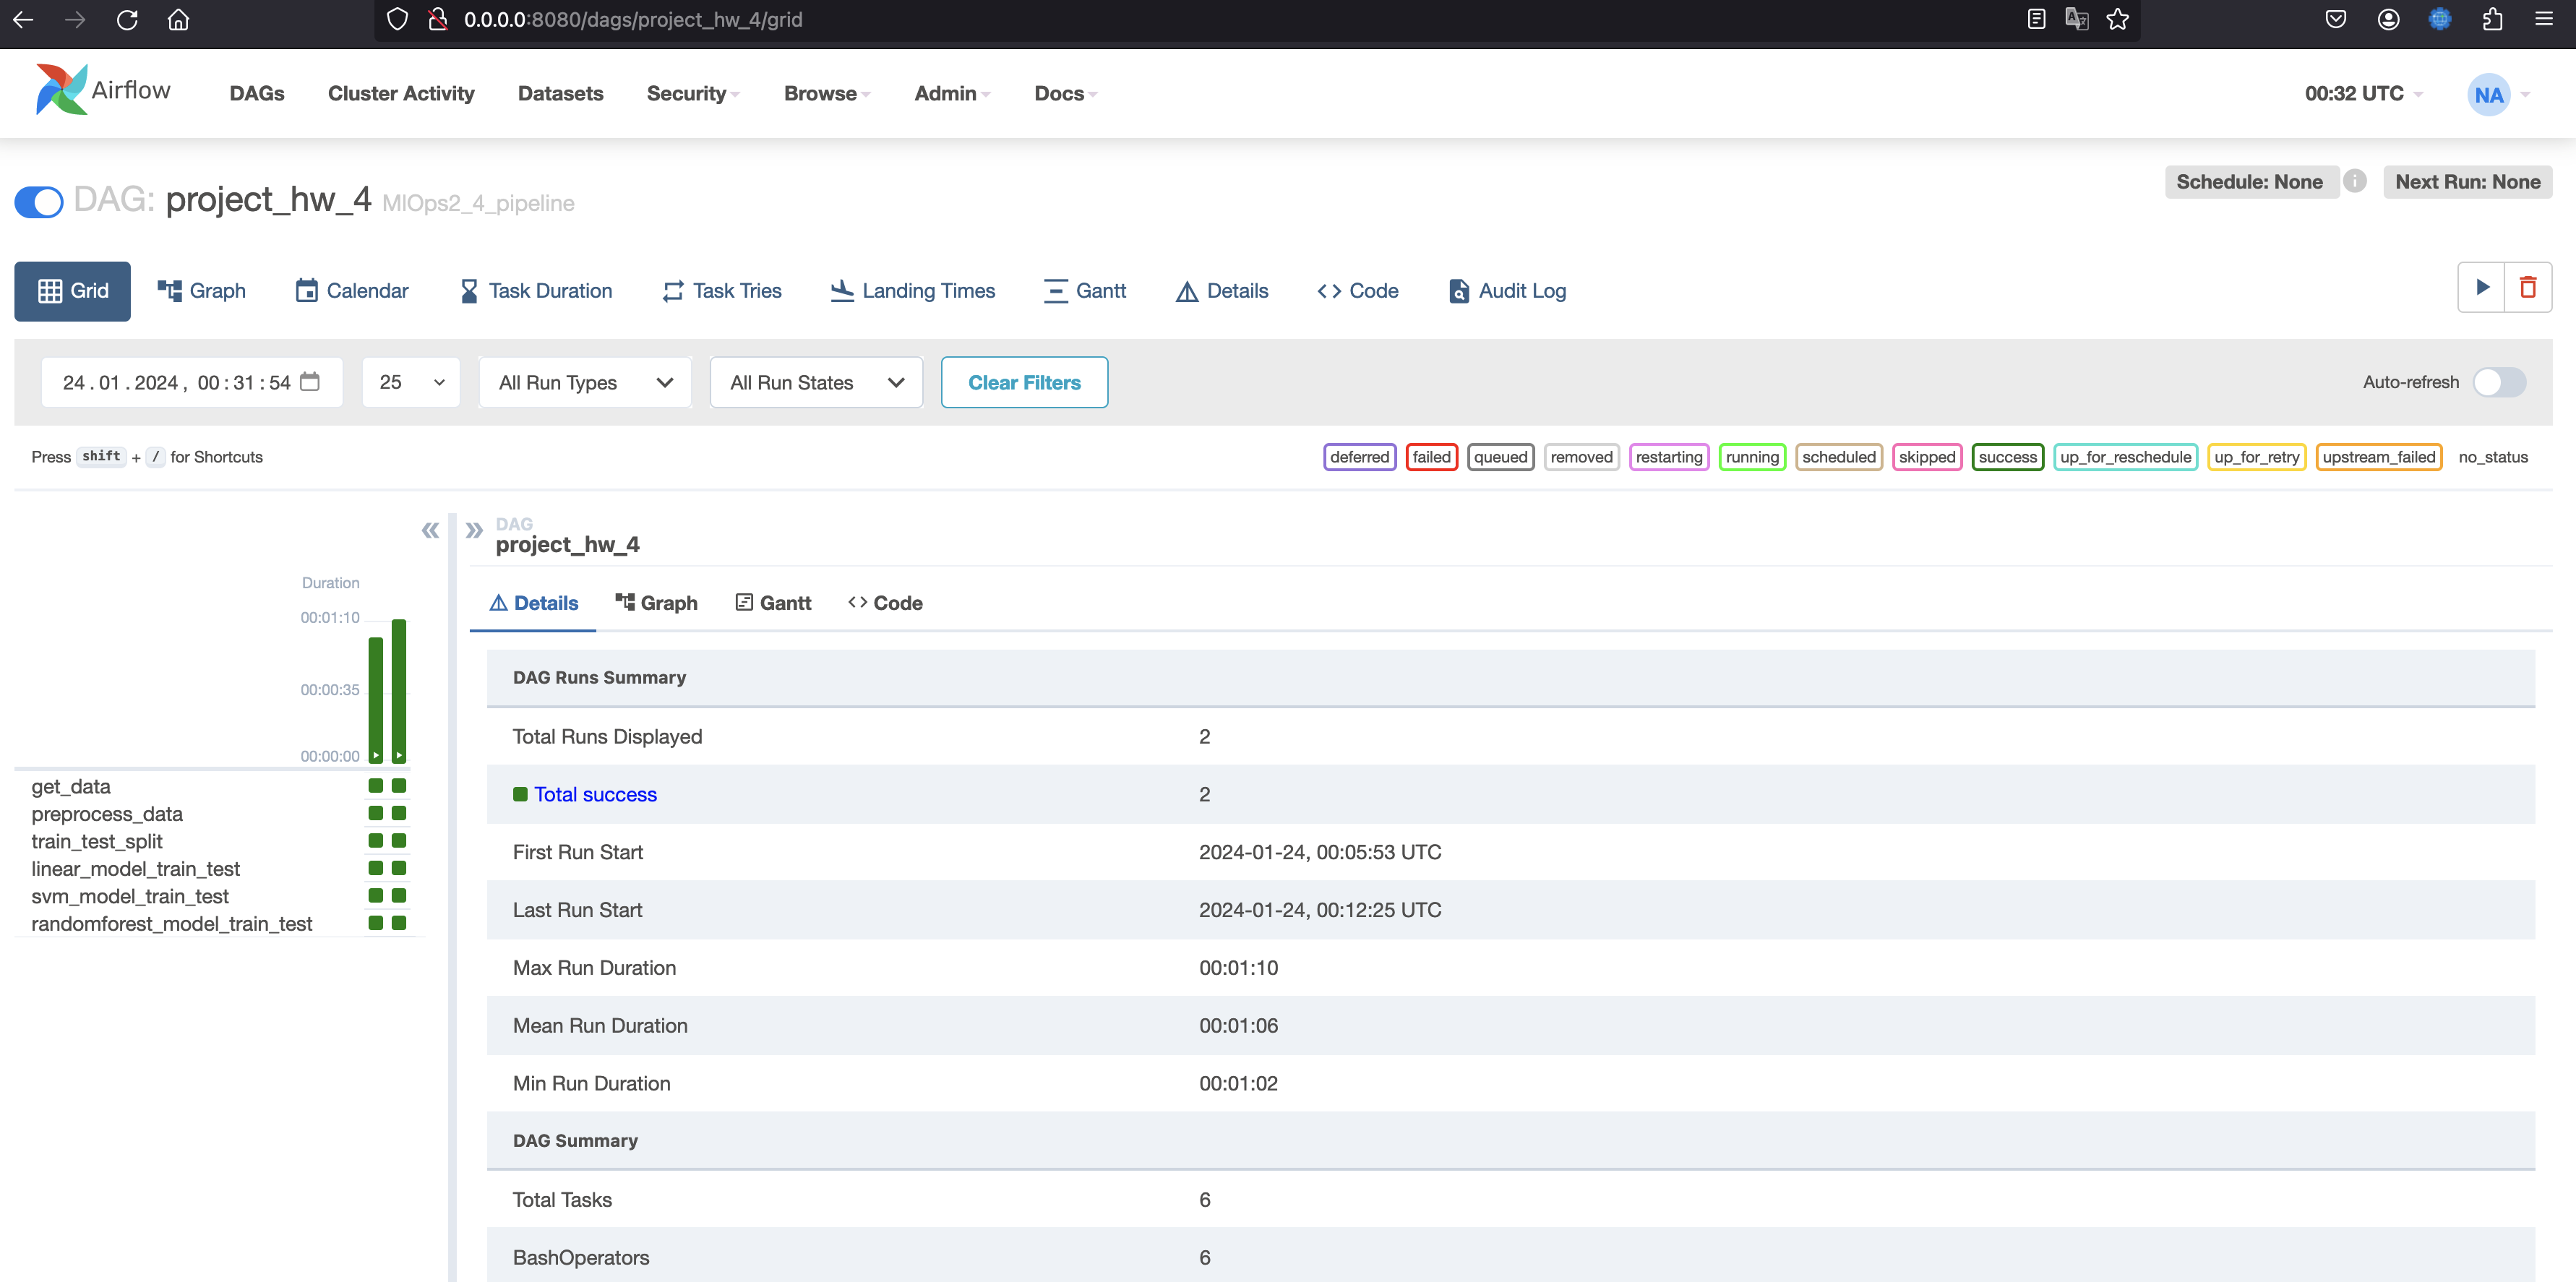 0.0.0.0:8080/dags/project_hw_4/grid
Airflow
DAGs Cluster Activity Datasets Security Browse Admin Docs 00:32 UTC NA
DAG: project_hw_4 MlOps2_4_pipeline
Schedule: None i Next Run: None
Grid Graph Calendar Task Duration Task Tries Landing Times Gantt Details Code Audit Log
24.01.2024, 00:31:54 25 All Run Types All Run States Clear Filters Auto-refresh
Press shift + / for Shortcuts
deferred failed queued removed restarting running scheduled skipped success up_for_reschedule up_for_retry upstream_failed no_status
Duration
00:01:10
00:00:35
00:00:00
get_data
preprocess_data
train_test_split
linear_model_train_test
svm_model_train_test
randomforest_model_train_test
DAG
project_hw_4
Details Graph Gantt Code
DAG Runs Summary
Total Runs Displayed 2
Total success 2
First Run Start 2024-01-24, 00:05:53 UTC
Last Run Start 2024-01-24, 00:12:25 UTC
Max Run Duration 00:01:10
Mean Run Duration 00:01:06
Min Run Duration 00:01:02
DAG Summary
Total Tasks 6
BashOperators 6